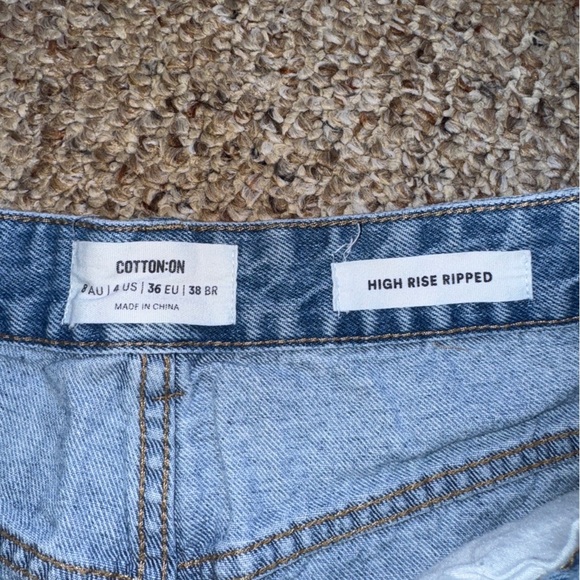 COTTON:ON
8 AU | 4 US | 36 EU | 38 BR
MADE IN CHINA
HIGH RISE RIPPED